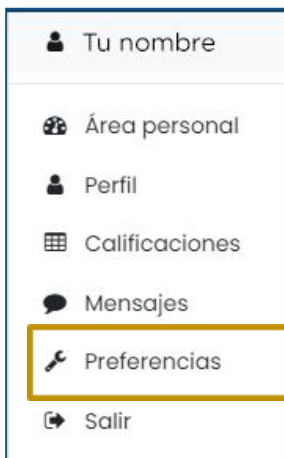 Tu nombre
Área personal
Perfil
Calificaciones
Mensajes
Preferencias
Salir